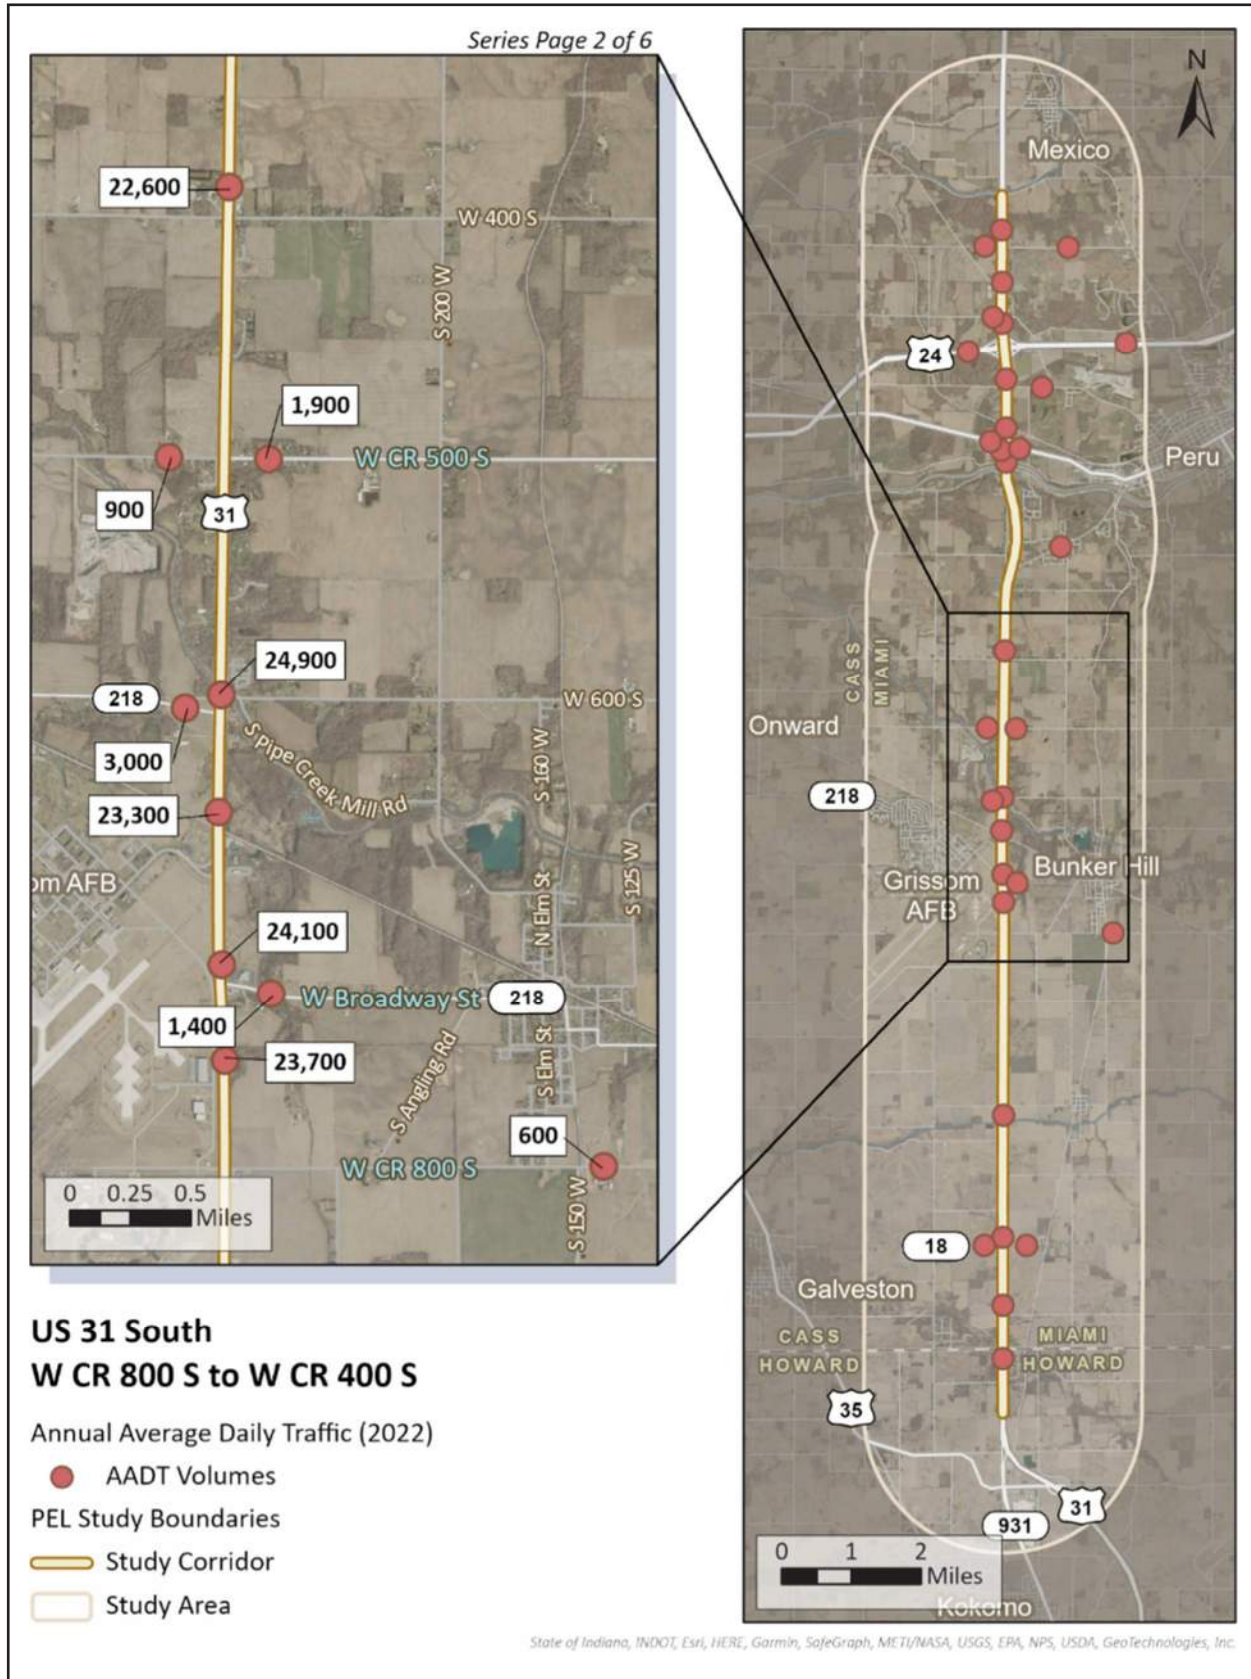 Series Page 2 of 6
22,600
W 400 S
S 200 W
1,900
W CR 500 S
900
31
24,900
218
W 600 S
3,000
S Pipe Creek Mill Rd
S 160 W
23,300
S 125 W
om AFB
N Elm St
24,100
W Broadway St
218
1,400
S Angling Rd
S Elm St
23,700
600
W CR 800 S
S 150 W
0 0.25 0.5
Miles
N
Mexico
24
Peru
CASS
MIAMI
Onward
218
Bunker Hill
Grissom
AFB
18
Galveston
CASS
HOWARD
MIAMI
HOWARD
35
31
931
0 1 2
Miles
Kokomo
US 31 South
W CR 800 S to W CR 400 S
Annual Average Daily Traffic (2022)
AADT Volumes
PEL Study Boundaries
Study Corridor
Study Area
State of Indiana, INDOT, Esri, HERE, Garmin, SafeGraph, METI/NASA, USGS, EPA, NPS, USDA, GeoTechnologies, Inc.